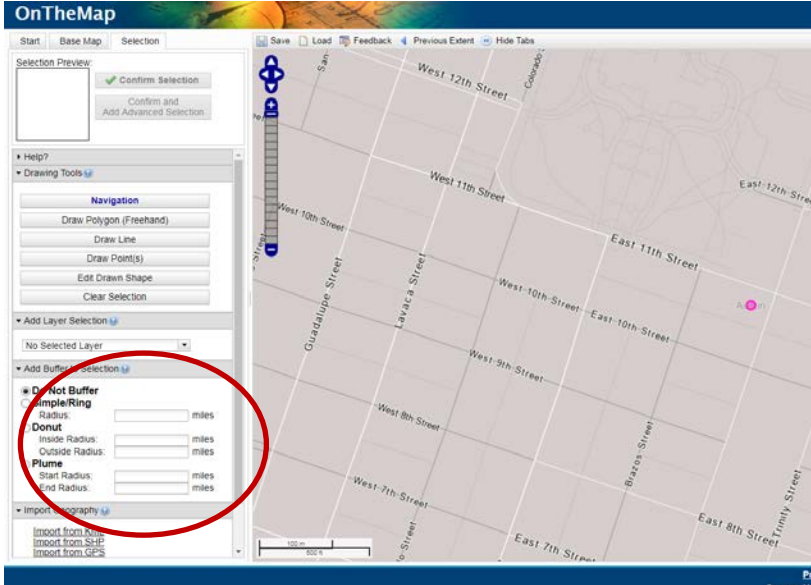 OnTheMap
Start Base Map Selection
Save Load Feedback Previous Extent Hide Tabs
Selection Preview:
Confirm Selection
Confirm and
Add Advanced Selection
Help?
Drawing Tools
Navigation
Draw Polygon (Freehand)
Draw Line
Draw Point(s)
Edit Drawn Shape
Clear Selection
Add Layer Selection
No Selected Layer
Add Buffer to Selection
Do Not Buffer
Simple/Ring
Radius: miles
Donut
Inside Radius: miles
Outside Radius: miles
Plume
Start Radius: miles
End Radius: miles
Import Geography
Import from KML
Import from SHP
Import from GPS
San
West 12th Street
Colorado
West 11th Street
East 12th Stree
West 10th Street
East 11th Street
Guadalupe Street
Lavaca Street
West 10th Street
East 10th Street
Austin
West 9th Street
West 8th Street
Brazos Street
West 7th Street
East 8th Street
Trinity Street
East 7th Street
100 m
500 ft